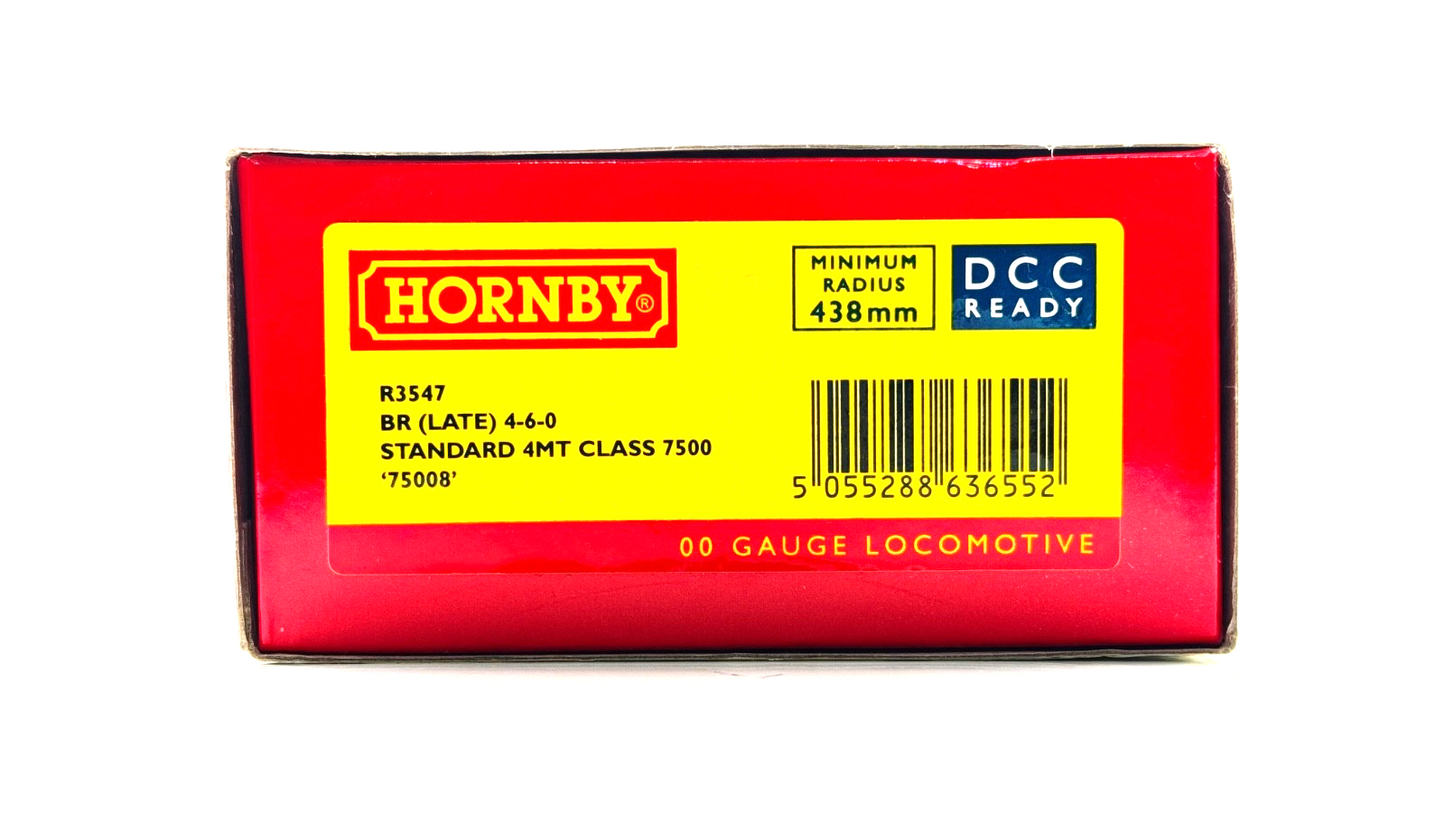 HORNBY®
MINIMUM
RADIUS
438mm
DCC
READY
R3547
BR (LATE) 4-6-0
STANDARD 4MT CLASS 7500
‘75008’
5 055288 636552
00 GAUGE LOCOMOTIVE